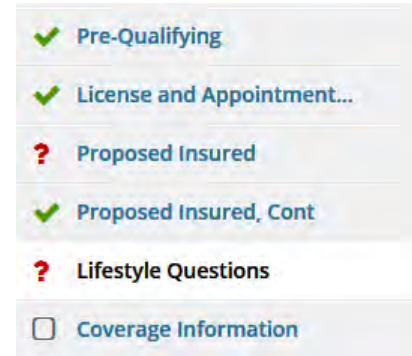 Pre-Qualifying
License and Appointment...
? Proposed Insured
Proposed Insured, Cont
? Lifestyle Questions
Coverage Information